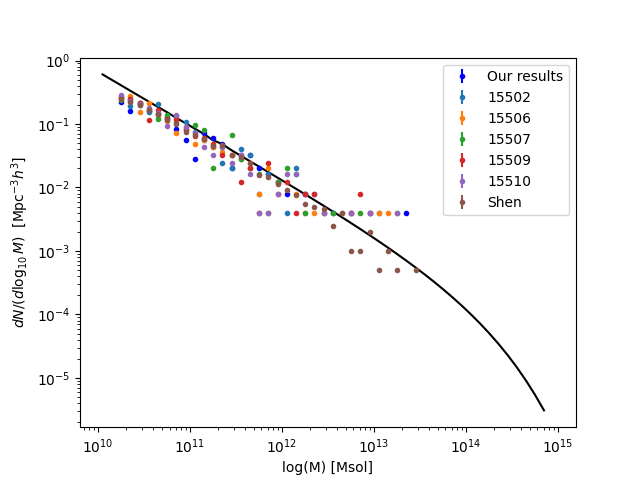 10⁰
10⁻¹
10⁻²
10⁻³
10⁻⁴
10⁻⁵
dN/(dlog₁₀ M) [Mpc⁻³h³]
Our results
15502
15506
15507
15509
15510
Shen
10¹⁰ 10¹¹ 10¹² 10¹³ 10¹⁴ 10¹⁵
log(M) [Msol]